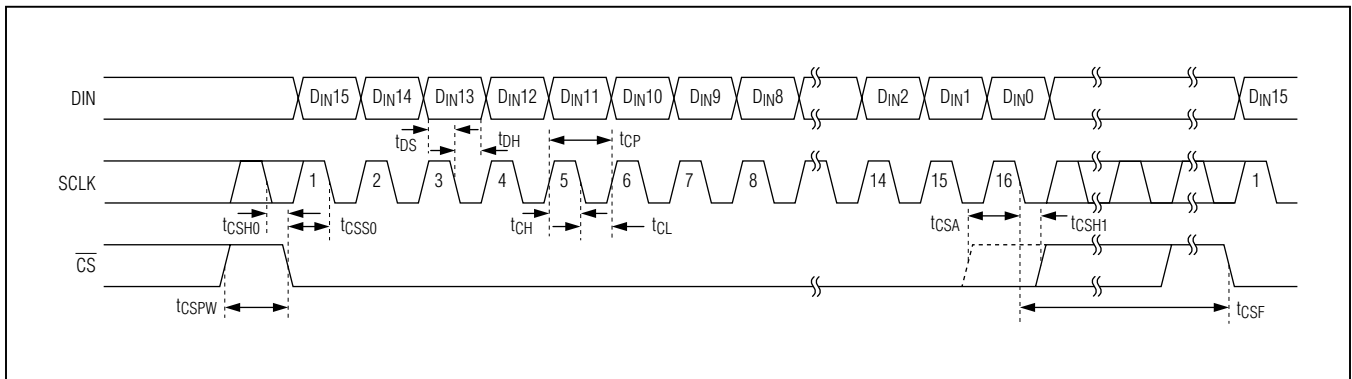 DIN
DIN15 DIN14 DIN13 DIN12 DIN11 DIN10 DIN9 DIN8 DIN2 DIN1 DIN0 DIN15
tDS tDH tCP
SCLK
1 2 3 4 5 6 7 8 14 15 16 1
tCSH0 tCSS0 tCH tCL tCSA tCSH1
CS
tCSPW tCSF